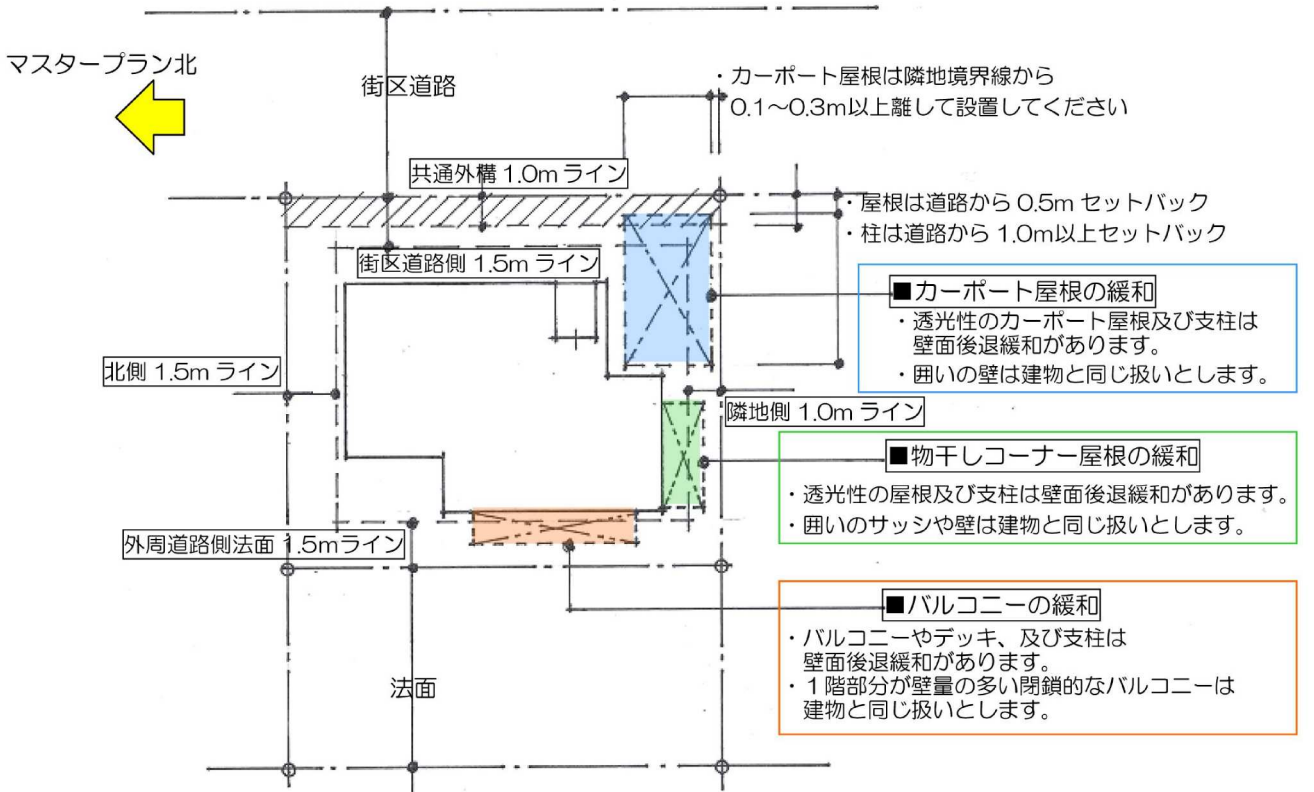 マスタープラン北
街区道路
・カーポート屋根は隣地境界線から
0.1～0.3m以上離して設置してください
共通外構 1.0m ライン
・屋根は道路から 0.5m セットバック
・柱は道路から 1.0m以上セットバック
街区道路側 1.5m ライン
■カーポート屋根の緩和
・透光性のカーポート屋根及び支柱は
壁面後退緩和があります。
・囲いの壁は建物と同じ扱いとします。
北側 1.5m ライン
隣地側 1.0m ライン
■物干しコーナー屋根の緩和
・透光性の屋根及び支柱は壁面後退緩和があります。
・囲いのサッシや壁は建物と同じ扱いとします。
外周道路側法面 1.5mライン
■バルコニーの緩和
・バルコニーやデッキ、及び支柱は
壁面後退緩和があります。
・１階部分が壁量の多い閉鎖的なバルコニーは
建物と同じ扱いとします。
法面